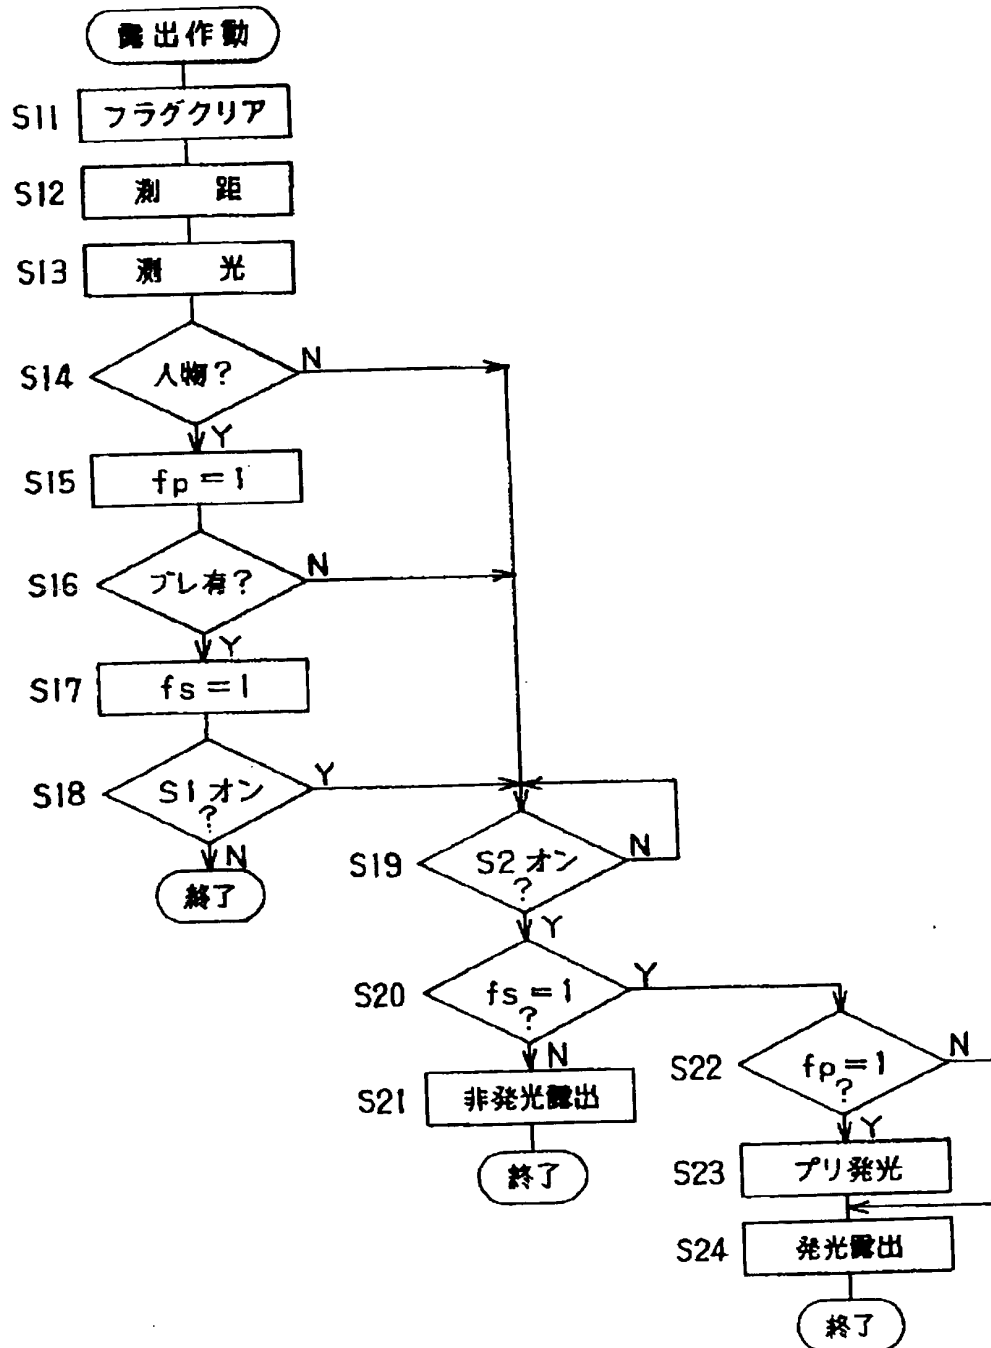 露出作動
S11 フラグクリア
S12 測 距
S13 測 光
S14 人物? N
Y
S15 fp=1
S16 ブレ有? N
Y
S17 fs=1
S18 S1オン Y
?
N
終了
S19 S2オン N
?
Y
S20 fs=1 Y
?
N
S21 非発光露出
終了
S22 fp=1 N
?
Y
S23 プリ発光
S24 発光露出
終了